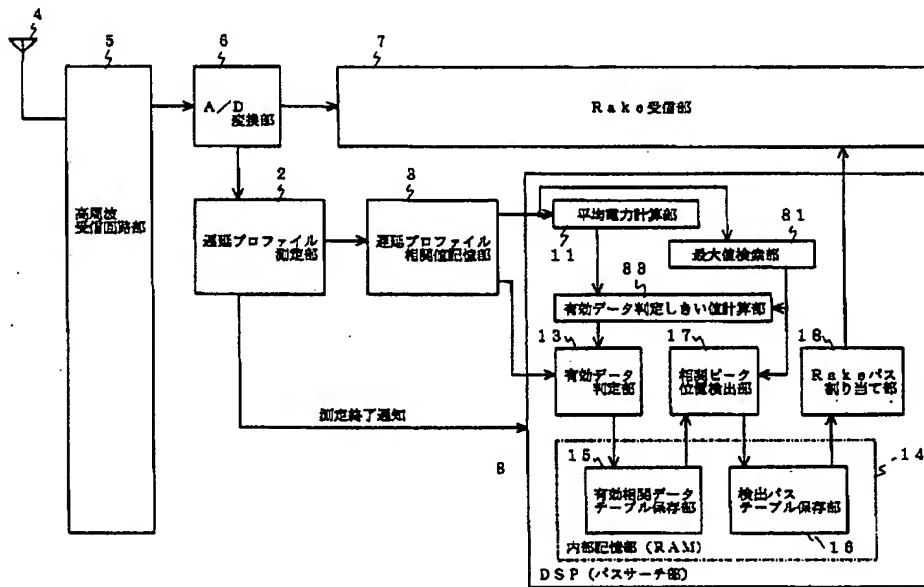 4
5
6
7
A／D
変換部
Rake受信部
高周波
受信回路部
2
3
遅延プロファイル
測定部
遅延プロファイル
相関値記憶部
平均電力計算部
11
81
最大値検索部
83
有効データ判定しきい値計算部
13
17
18
有効データ
判定部
相関ピーク
位置検出部
Rakeパス
割り当て部
測定終了通知
8
15
14
有効相関データ
テーブル保存部
検出パス
テーブル保存部
内部記憶部（RAM）
16
DSP（パスサーチ部）